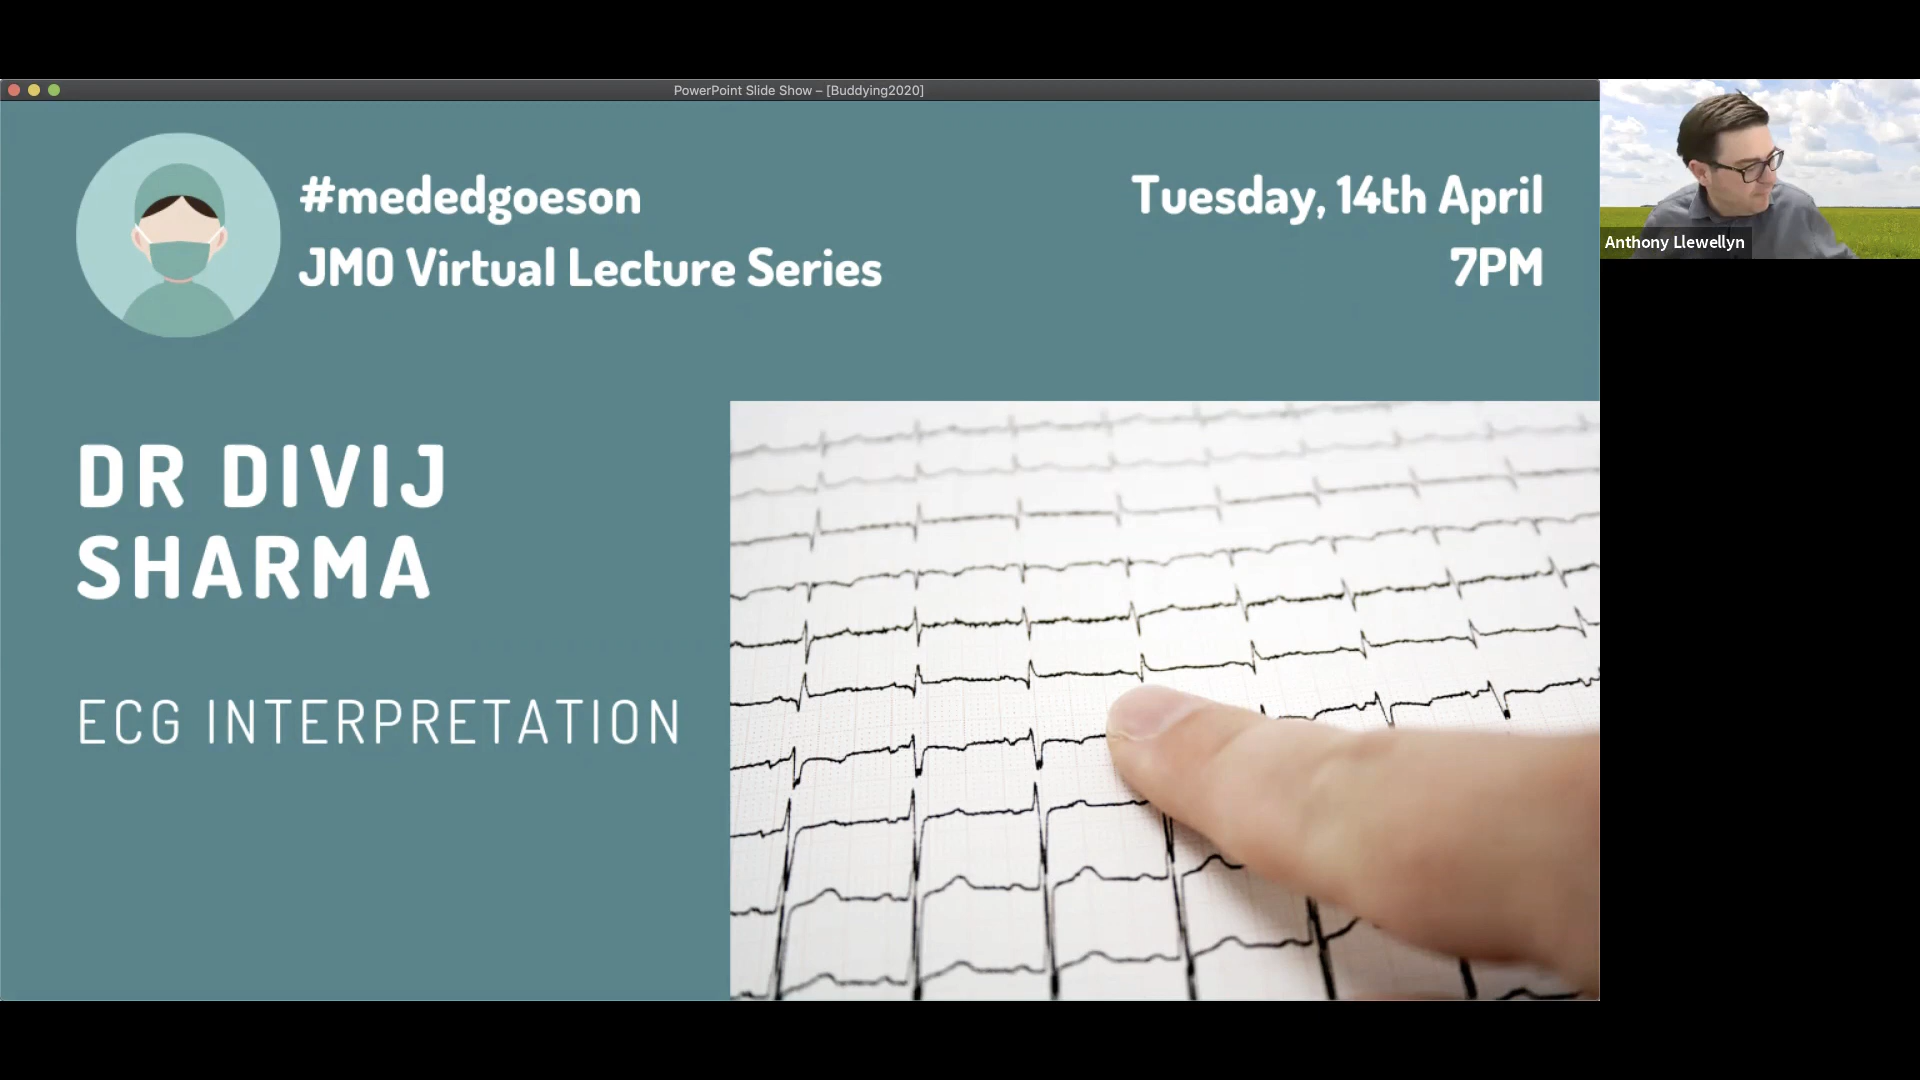 PowerPoint Slide Show – [Buddying2020]
#mededgoeson
JMO Virtual Lecture Series
Tuesday, 14th April
7PM
Anthony Llewellyn
DR DIVIJ
SHARMA
ECG INTERPRETATION